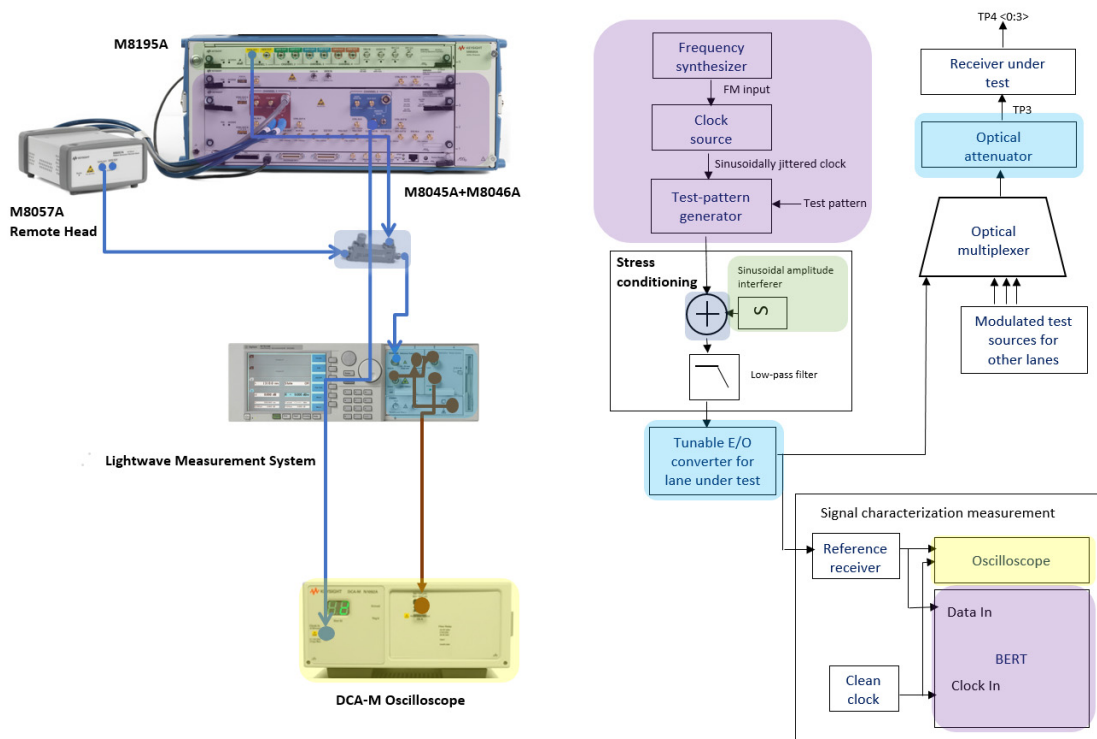 M8195A
M8045A+M8046A
M8057A
Remote Head
Lightwave Measurement System
DCA-M Oscilloscope
Frequency
synthesizer
FM input
Clock
source
Sinusoidally jittered clock
Test-pattern
generator
Test pattern
Stress
conditioning
Sinusoidal amplitude
interferer
S
Low-pass filter
Tunable E/O
converter for
lane under test
TP4 <0:3>
Receiver under
test
TP3
Optical
attenuator
Optical
multiplexer
Modulated test
sources for
other lanes
Signal characterization measurement
Reference
receiver
Oscilloscope
Data In
BERT
Clock In
Clean
clock